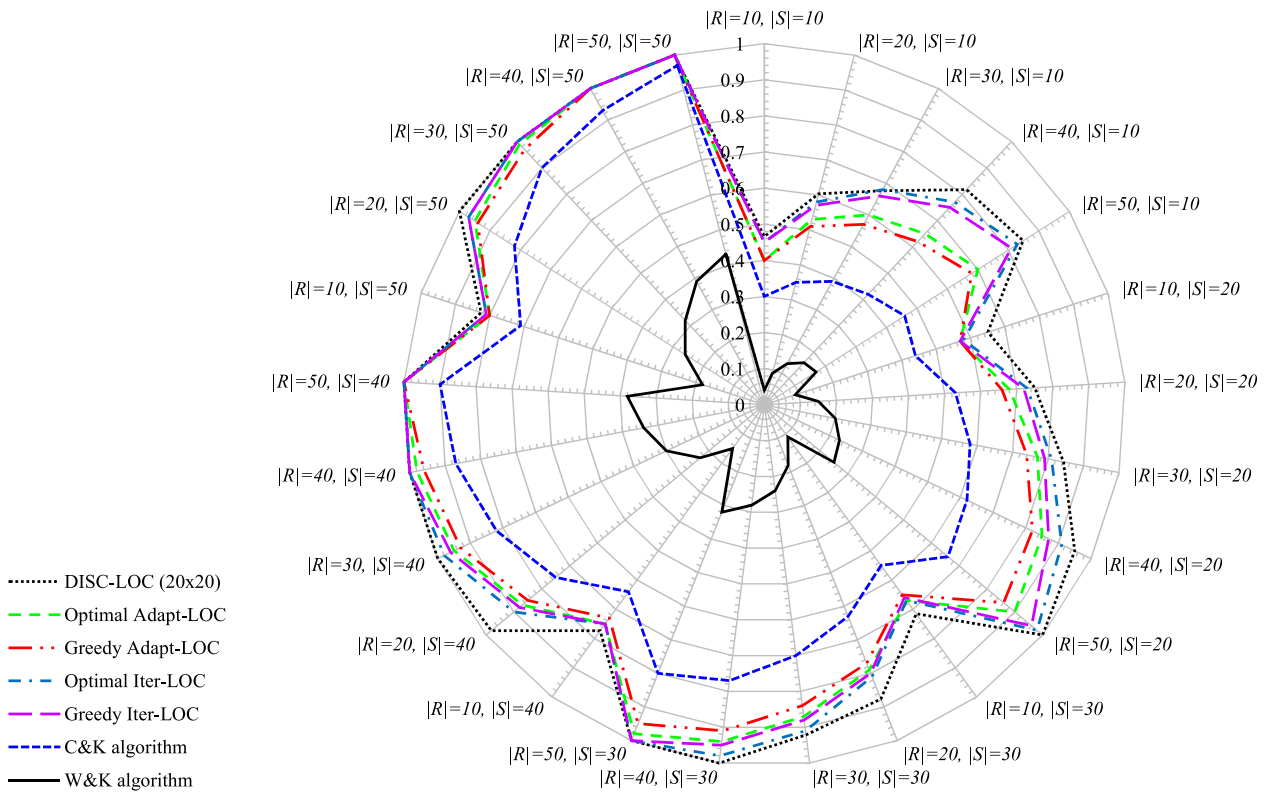 |R|=10, |S|=10
|R|=20, |S|=10
|R|=30, |S|=10
|R|=40, |S|=10
|R|=50, |S|=10
|R|=10, |S|=20
|R|=20, |S|=20
|R|=30, |S|=20
|R|=40, |S|=20
|R|=50, |S|=20
|R|=10, |S|=30
|R|=20, |S|=30
|R|=30, |S|=30
|R|=40, |S|=30
|R|=50, |S|=30
|R|=10, |S|=40
|R|=20, |S|=40
|R|=30, |S|=40
|R|=40, |S|=40
|R|=50, |S|=40
|R|=10, |S|=50
|R|=20, |S|=50
|R|=30, |S|=50
|R|=40, |S|=50
|R|=50, |S|=50
1
0.9
0.8
0.7
0.6
0.5
0.4
0.3
0.2
0.1
0
DISC-LOC (20x20)
Optimal Adapt-LOC
Greedy Adapt-LOC
Optimal Iter-LOC
Greedy Iter-LOC
C&K algorithm
W&K algorithm